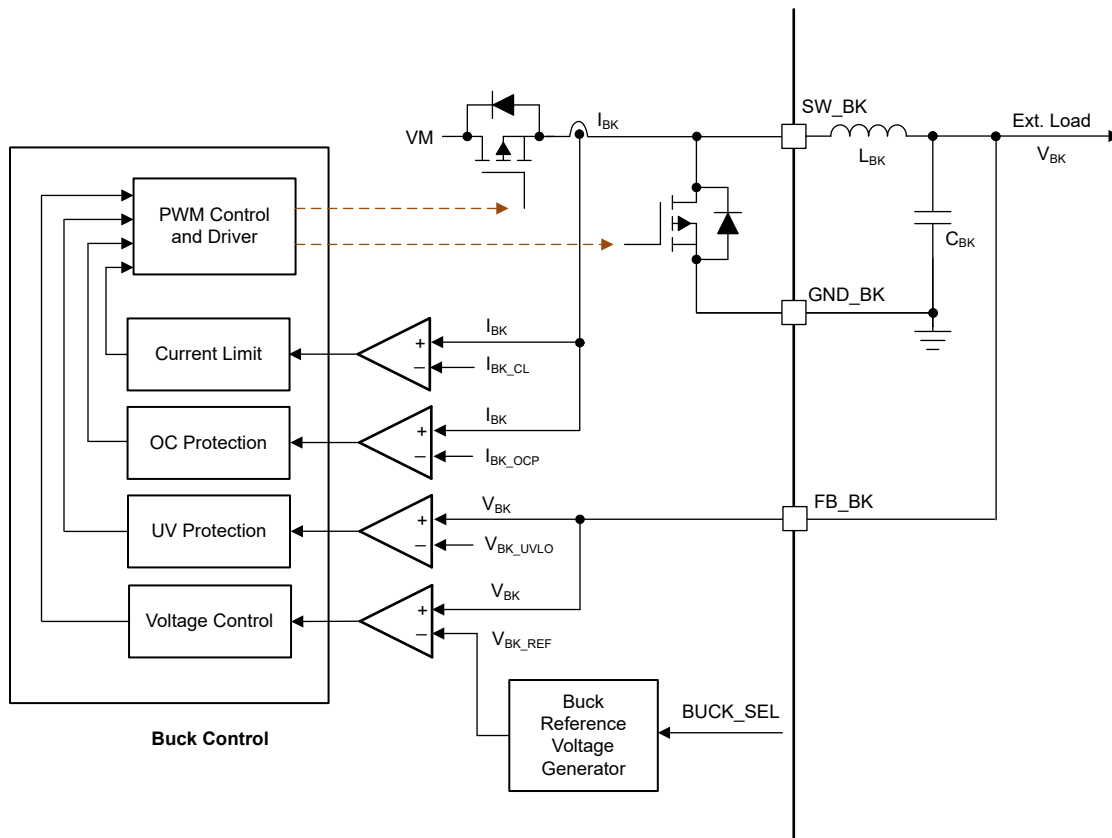 SW_BK
I_BK
Ext. Load
VM
L_BK
V_BK
PWM Control
and Driver
C_BK
GND_BK
I_BK
+
Current Limit
−
I_BK_CL
I_BK
+
OC Protection
−
I_BK_OCP
FB_BK
V_BK
+
UV Protection
−
V_BK_UVLO
V_BK
+
Voltage Control
−
V_BK_REF
Buck
Reference
Voltage
Generator
BUCK_SEL
Buck Control